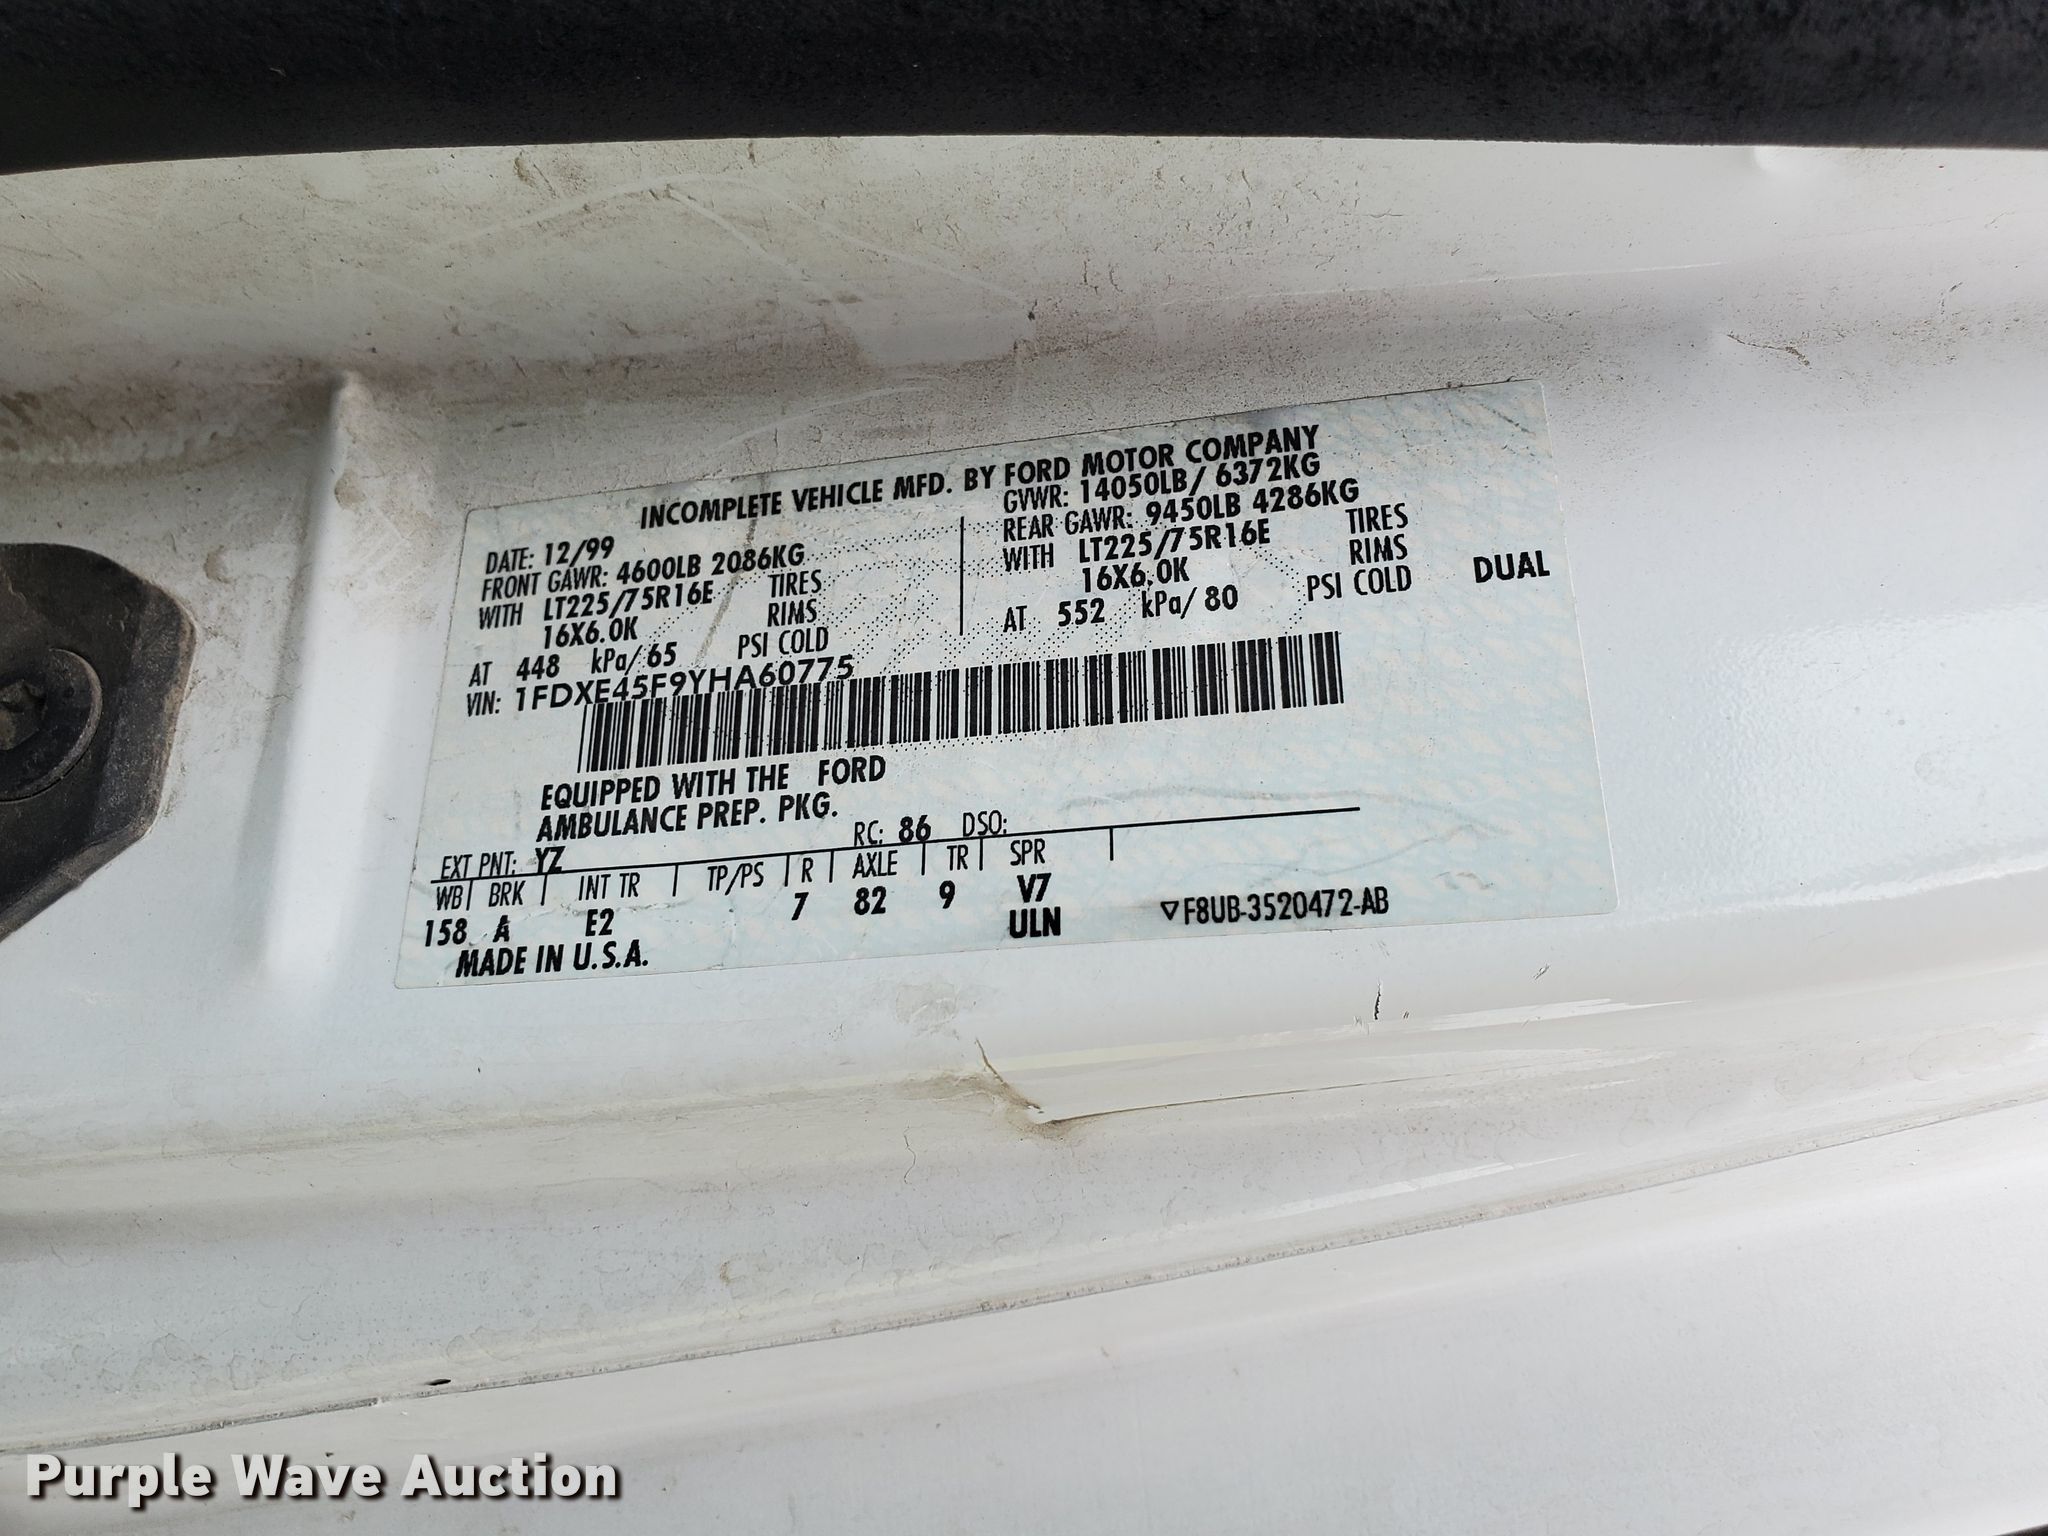 INCOMPLETE VEHICLE MFD. BY FORD MOTOR COMPANY
DATE: 12/99
GVWR: 14050LB/ 6372KG
FRONT GAWR: 4600LB 2086KG
REAR GAWR: 9450LB 4286KG
WITH LT225/75R16E TIRES
WITH LT225/75R16E TIRES
16X6.0K RIMS
16X6.0K RIMS
AT 448 kPa/ 65 PSI COLD
AT 552 kPa/ 80 PSI COLD DUAL
VIN: 1FDXE45F9YHA60775
EQUIPPED WITH THE FORD
AMBULANCE PREP. PKG.
EXT PNT: YZ RC: 86 DSO:
WB BRK INT TR TP/PS R AXLE TR SPR
158 A E2 7 82 9 V7
ULN
MADE IN U.S.A.
▽F8UB-3520472-AB
Purple Wave Auction